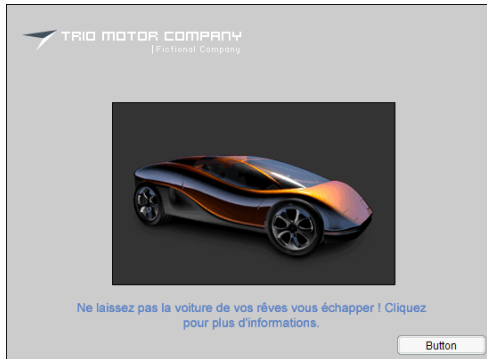 TRIO MOTOR COMPANY
|Fictional Company
Ne laissez pas la voiture de vos rêves vous échapper ! Cliquez
pour plus d'informations.
Button